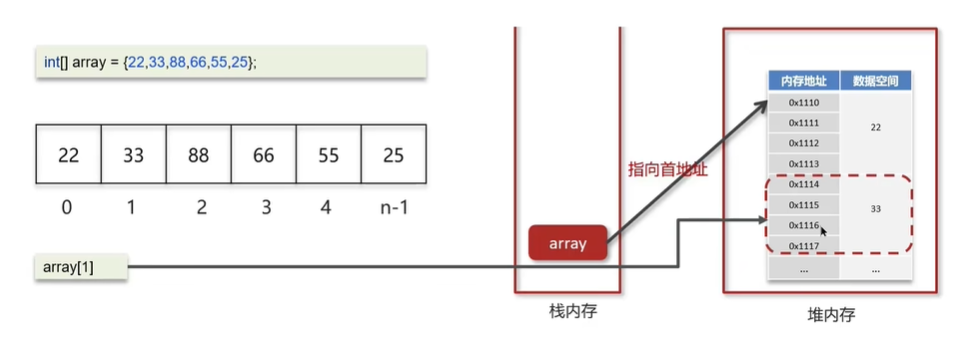 int[] array = {22,33,88,66,55,25};
22 33 88 66 55 25
0 1 2 3 4 n-1
array[1]
指向首地址
array
栈内存
内存地址 数据空间
0x1110
0x1111
22
0x1112
0x1113
0x1114
0x1115
33
0x1116
0x1117
... ...
堆内存